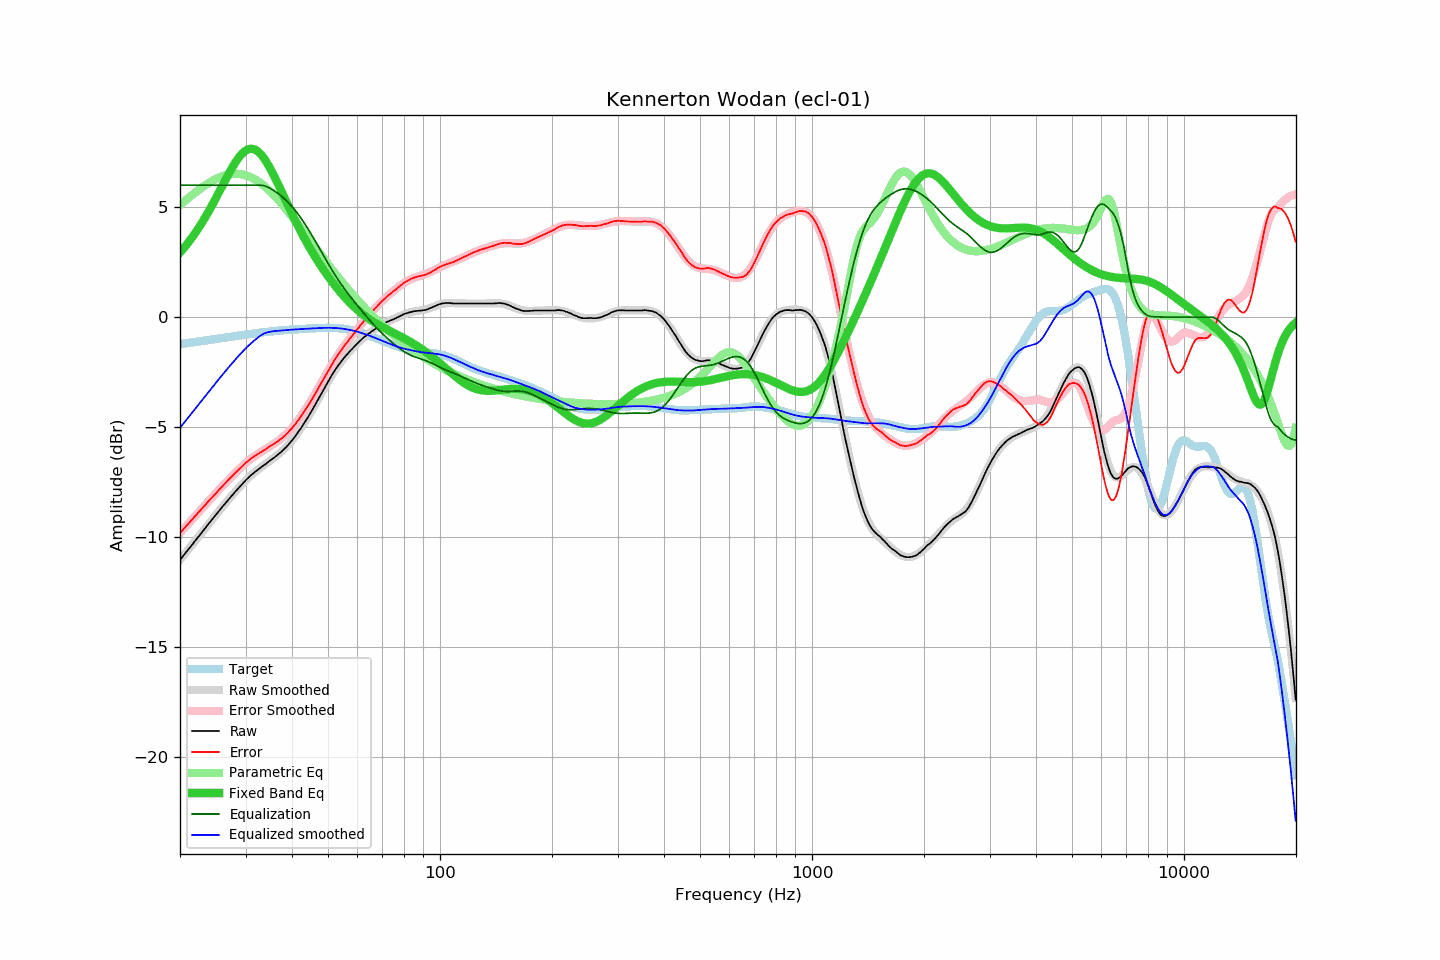 Kennerton Wodan (ecl-01)
Amplitude (dBr)
5
0
−5
−10
−15
−20
Target
Raw Smoothed
Error Smoothed
Raw
Error
Parametric Eq
Fixed Band Eq
Equalization
Equalized smoothed
100 1000 10000
Frequency (Hz)